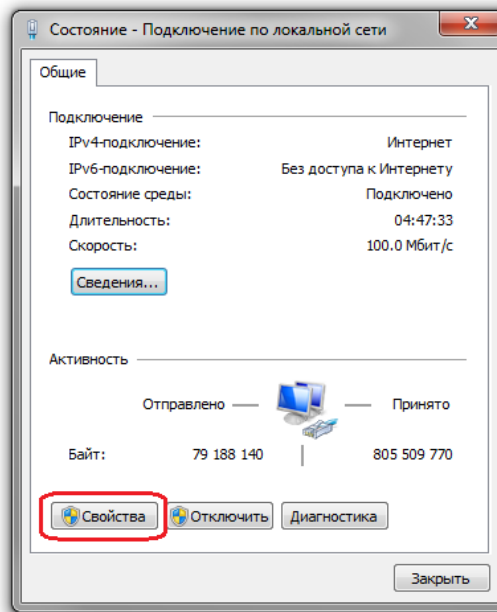 Состояние - Подключение по локальной сети
Общие
Подключение
IPv4-подключение: Интернет
IPv6-подключение: Без доступа к Интернету
Состояние среды: Подключено
Длительность: 04:47:33
Скорость: 100.0 Мбит/с
Сведения...
Активность
Отправлено — — Принято
Байт: 79 188 140 | 805 509 770
Свойства Отключить Диагностика
Закрыть